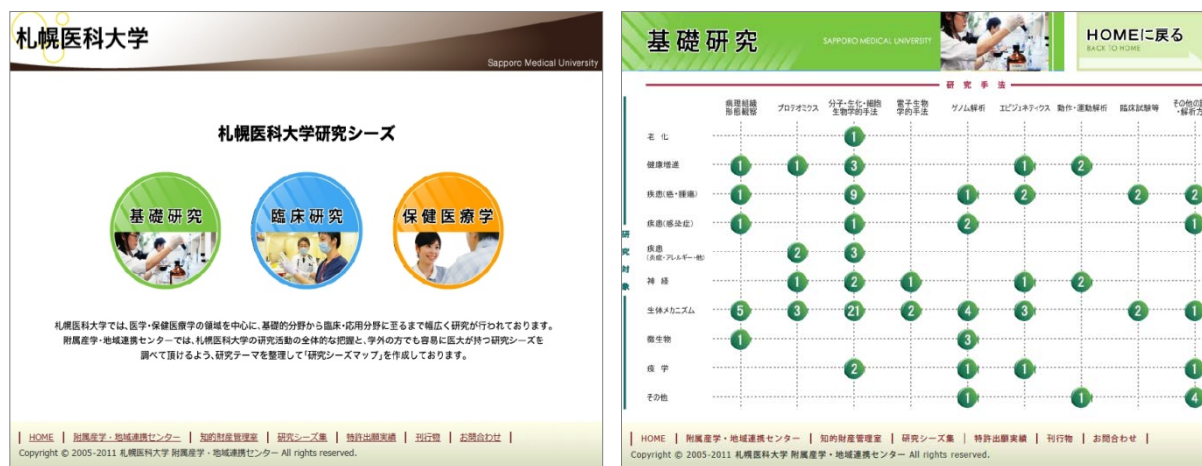 札幌医科大学
Sapporo Medical University
札幌医科大学研究シーズ
基礎研究
臨床研究
保健医療学
札幌医科大学では、医学・保健医療学の領域を中心に、基礎的分野から臨床・応用分野に至るまで幅広く研究が行われております。
附属産学・地域連携センターでは、札幌医科大学の研究活動の全体的な把握と、学外の方でも容易に医大が持つ研究シーズを
調べて頂けるよう、研究テーマを整理して「研究シーズマップ」を作成しております。
| HOME | 附属産学・地域連携センター | 知的財産管理室 | 研究シーズ集 | 特許出願実績 | 刊行物 | お問合わせ |
Copyright © 2005-2011 札幌医科大学 附属産学・地域連携センター All rights reserved.
基礎研究
SAPPORO MEDICAL UNIVERSITY
HOMEに戻る
BACK TO HOME
研究手法
病理組織形態観察 プロテオミクス 分子・生化・細胞生物学的手法 電子生物学的手法 ゲノム解析 エピジェネティクス 動作・運動解析 臨床試験等 その他の
・解析方
研究対象
老化 1
健康増進 1 1 3 1 2
疾患(癌・腫瘍) 1 9 1 2 2 2
疾患(感染症) 1 1 2 1
疾患(炎症・アレルギー・他) 2 3
神経 1 2 1 1 2
生体メカニズム 5 3 21 2 4 3 2 1
微生物 1 3
疫学 2 1 1 1
その他 1 1 4
| HOME | 附属産学・地域連携センター | 知的財産管理室 | 研究シーズ集 | 特許出願実績 | 刊行物 | お問合わせ |
Copyright © 2005-2011 札幌医科大学 附属産学・地域連携センター All rights reserved.